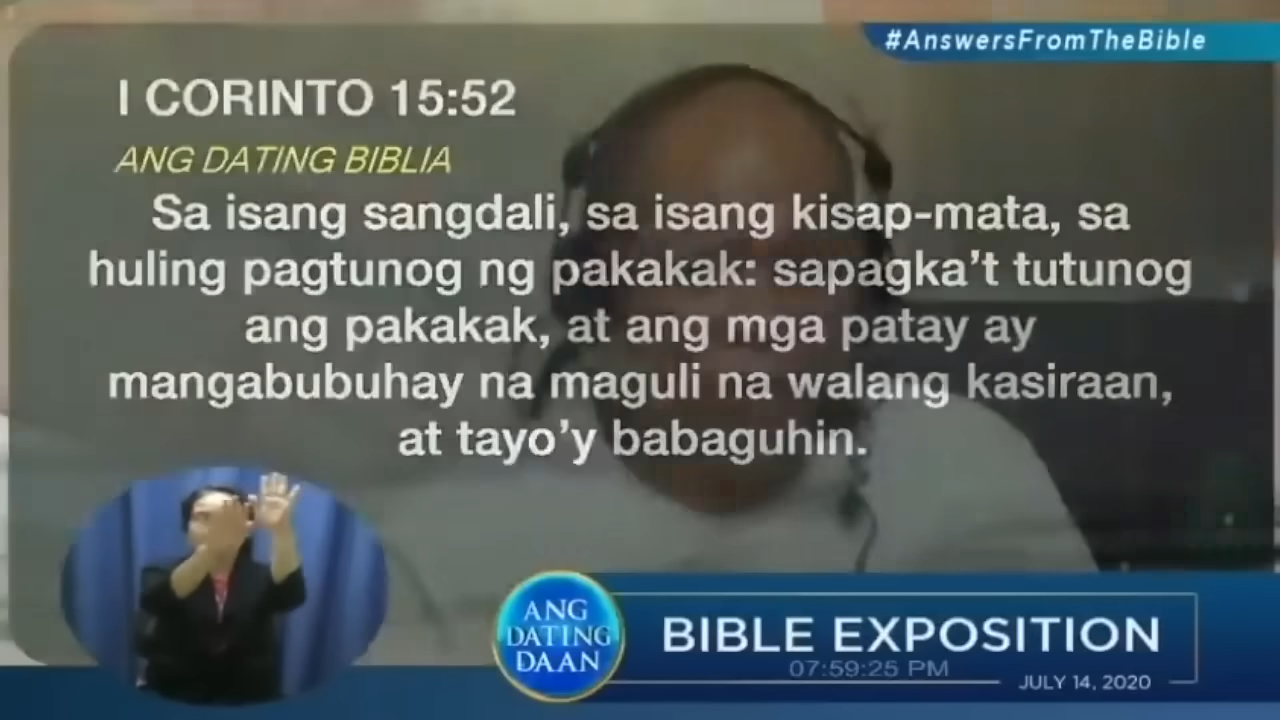 #AnswersFromTheBible
I CORINTO 15:52
ANG DATING BIBLIA
Sa isang sangdali, sa isang kisap-mata, sa
huling pagtunog ng pakakak: sapagka’t tutunog
ang pakakak, at ang mga patay ay
mangabubuhay na maguli na walang kasiraan,
at tayo’y babaguhin.
ANG
DATING
DAAN
BIBLE EXPOSITION
07:59:25 PM
JULY 14, 2020